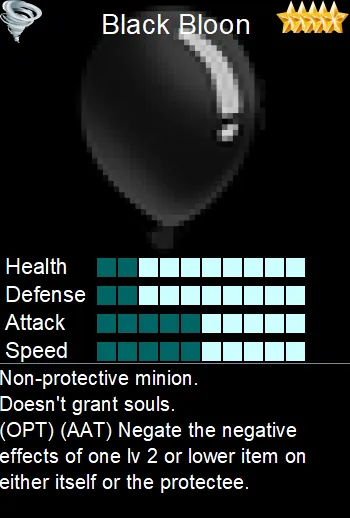 Black Bloon
Health
Defense
Attack
Speed
Non-protective minion.
Doesn't grant souls.
(OPT) (AAT) Negate the negative
effects of one lv 2 or lower item on
either itself or the protectee.